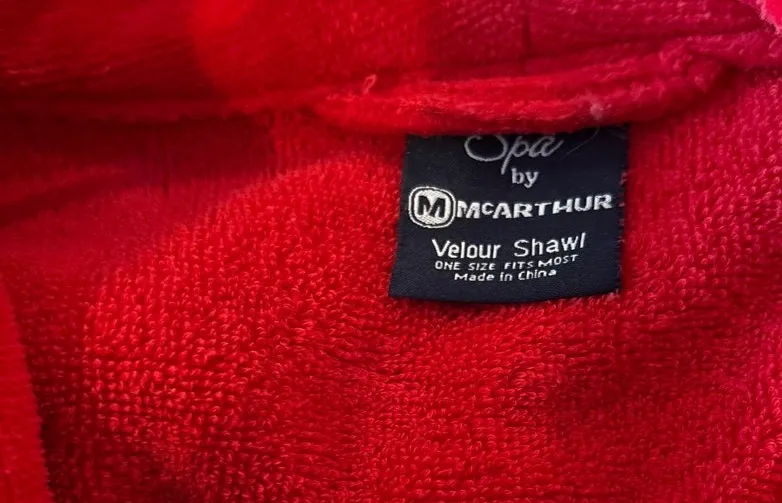 Spa
by
M McARTHUR
Velour Shawl
ONE SIZE FITS MOST
Made in China